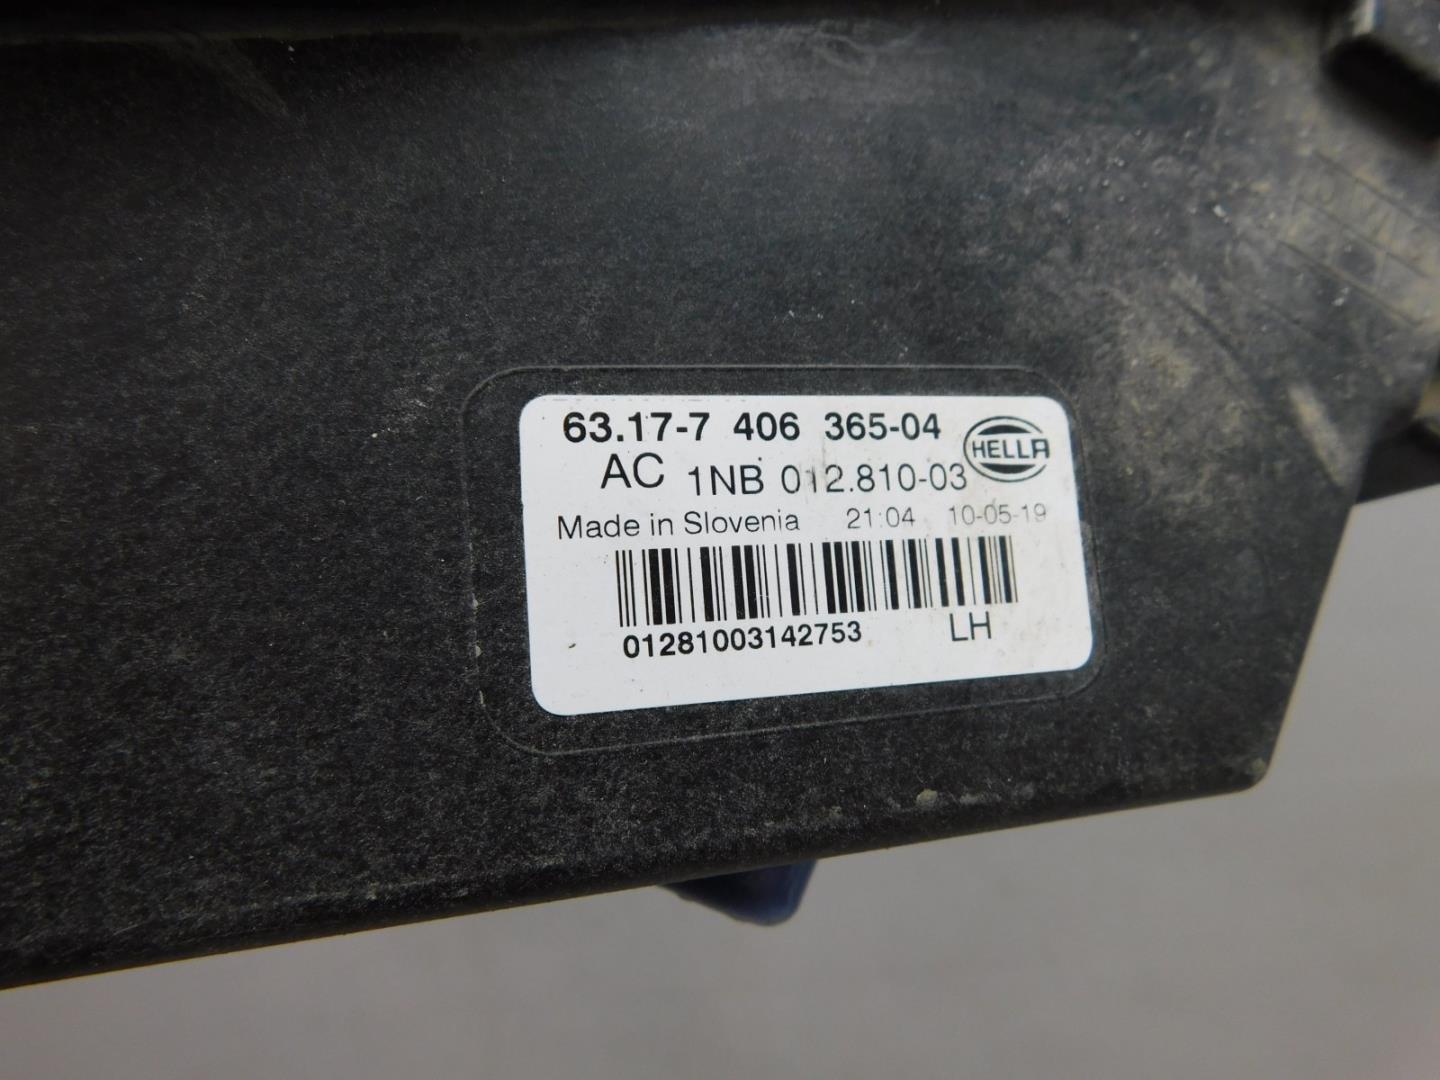 63.17-7 406 365-04
HELLA
AC 1NB 012.810-03
Made in Slovenia 21:04 10-05-19
01281003142753 LH